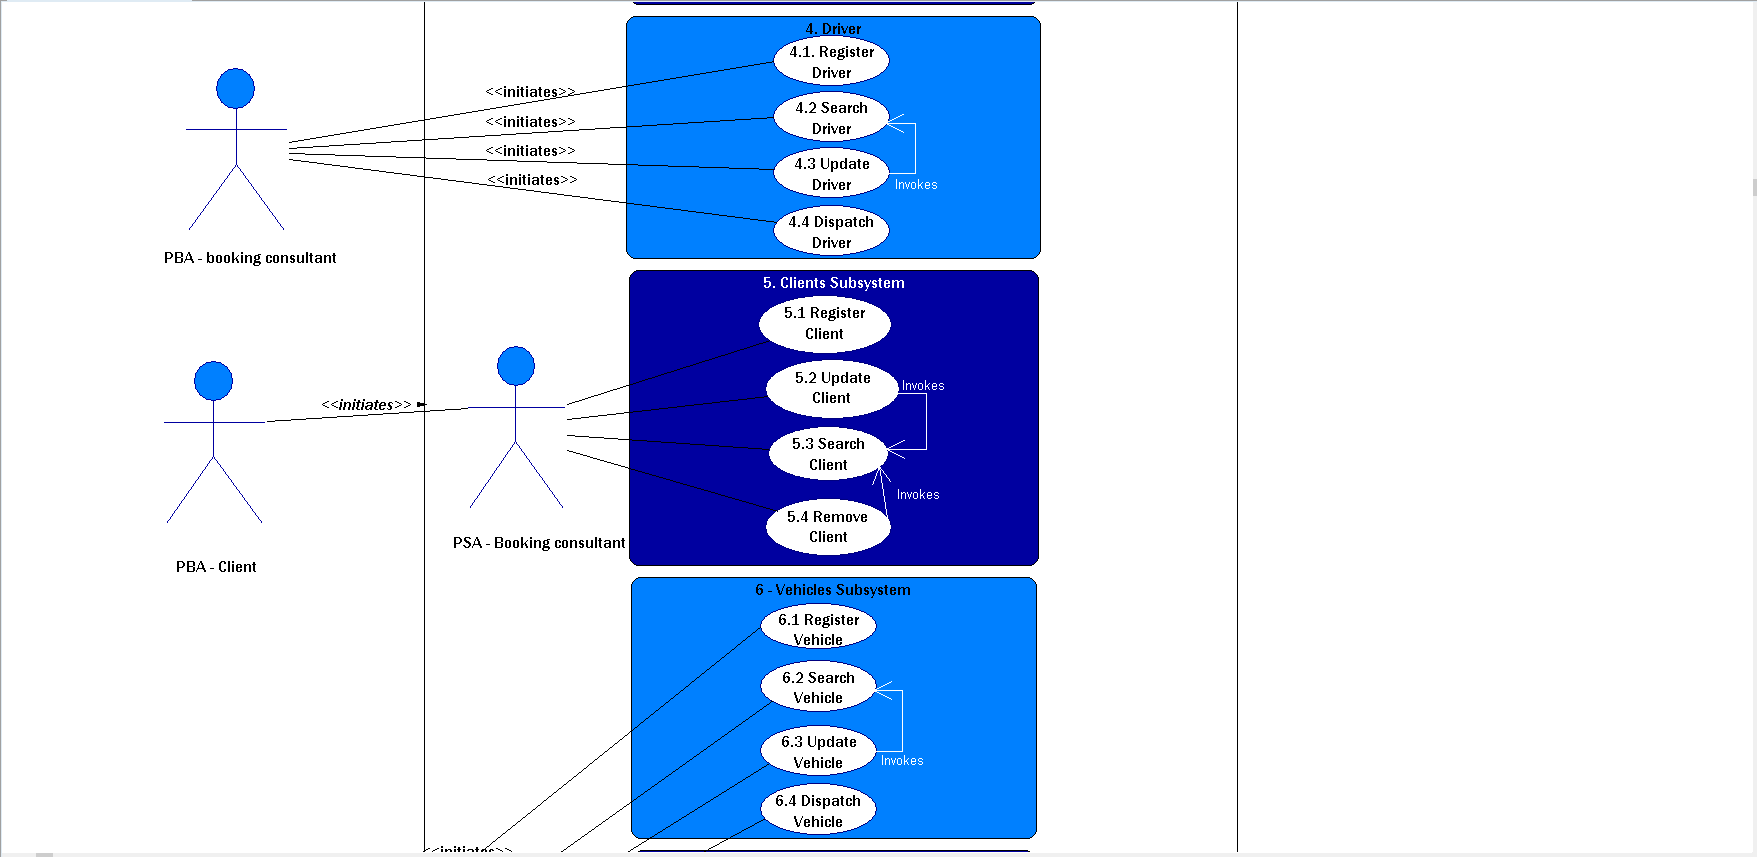 4. Driver
4.1. Register
Driver
<<initiates>>
4.2 Search
Driver
<<initiates>>
<<initiates>>
4.3 Update
Driver
Invokes
<<initiates>>
4.4 Dispatch
Driver
PBA - booking consultant
5. Clients Subsystem
5.1 Register
Client
5.2 Update
Client
Invokes
<<initiates>>
5.3 Search
Client
Invokes
5.4 Remove
Client
PSA - Booking consultant
PBA - Client
6 - Vehicles Subsystem
6.1 Register
Vehicle
6.2 Search
Vehicle
6.3 Update
Vehicle
Invokes
6.4 Dispatch
Vehicle
<<initiates>>